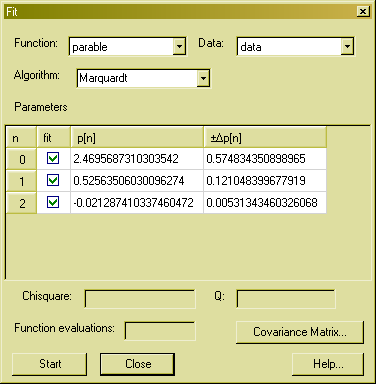 Fit
Function: parable Data: data
Algorithm: Marquardt
Parameters
n fit p[n] ±Δp[n]
0 2.4695687310303542 0.574834350898965
1 0.52563506030096274 0.121048399677919
2 -0.021287410337460472 0.00531343460326068
Chisquare: Q:
Function evaluations:
Covariance Matrix...
Start Close Help...